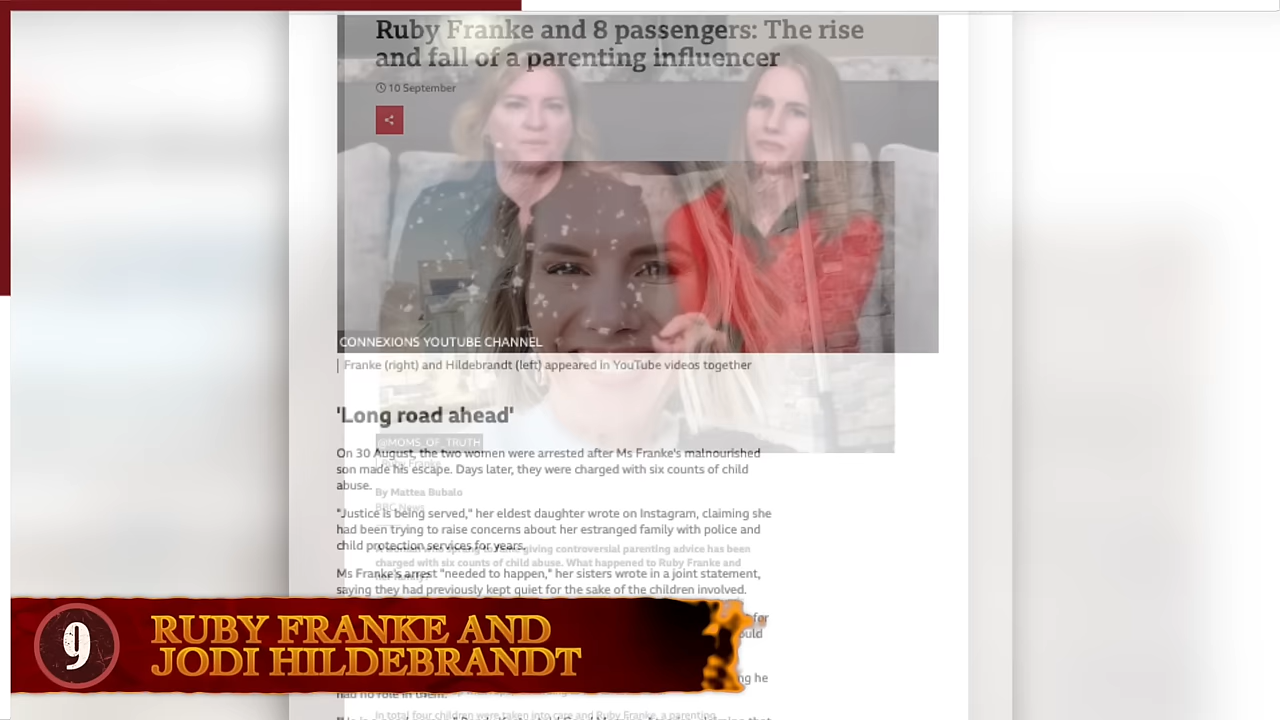 Ruby Franke and 8 passengers: The rise
and fall of a parenting influencer
10 September
CONNEXIONS YOUTUBE CHANNEL
Franke (right) and Hildebrandt (left) appeared in YouTube videos together
'Long road ahead'
@MOMS_OF_TRUTH
On 30 August, the two women were arrested after Ms Franke's malnourished
son made his escape. Days later, they were charged with six counts of child
abuse.
By Mattea Bubalo
BBC News
"Justice is being served," her eldest daughter wrote on Instagram, claiming she
had been trying to raise concerns about her estranged family with police and
child protection services for years.
giving controversial parenting advice has been
charged with six counts of child abuse. What happened to Ruby Franke and
Ms Franke's arrest "needed to happen," her sisters wrote in a joint statement,
saying they had previously kept quiet for the sake of the children involved.
9
RUBY FRANKE AND
JODI HILDEBRANDT
had no role in them.
In total four children were taken into care and Ruby Franke, a parenting